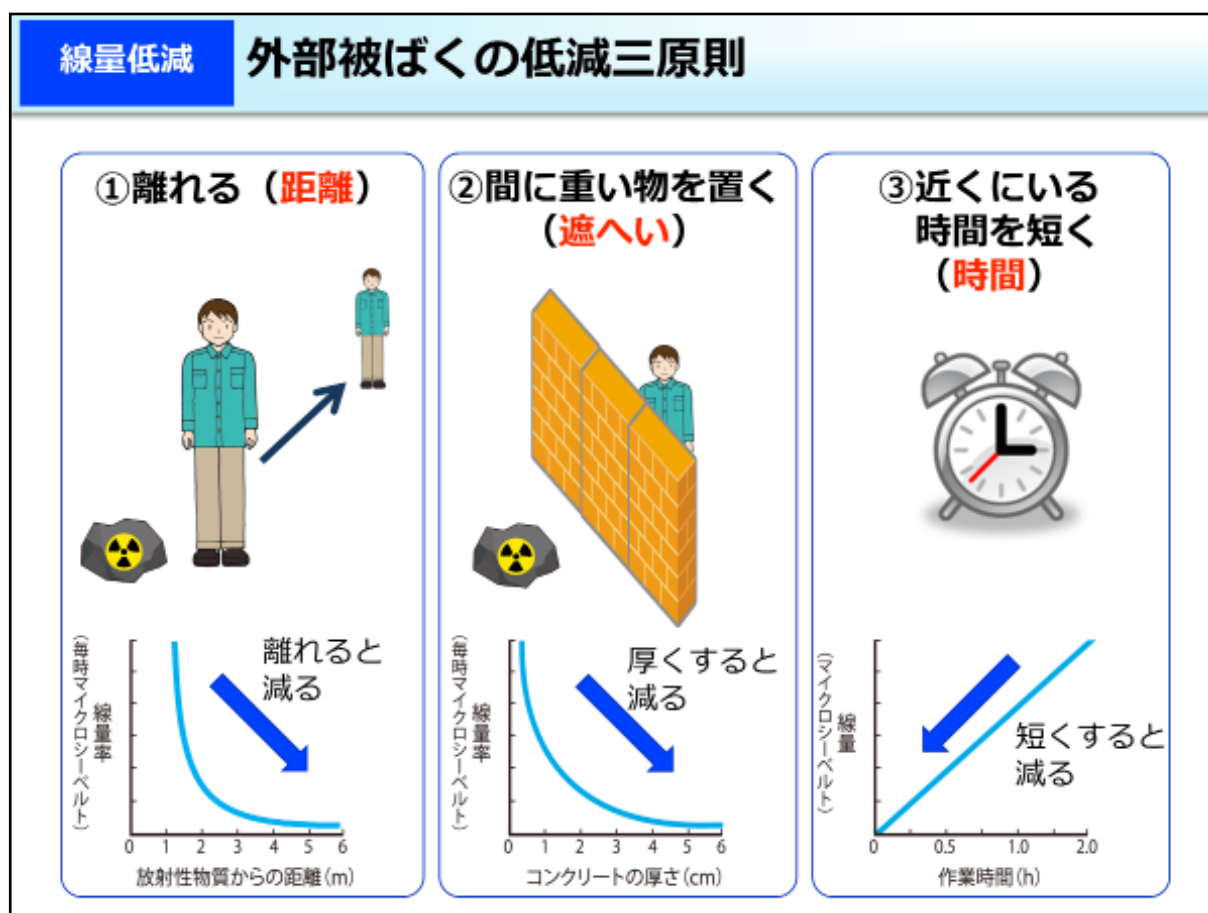 線量低減
外部被ばくの低減三原則
①離れる（距離）
離れると
減る
線量率
（毎時マイクロシーベルト）
0 1 2 3 4 5 6
放射性物質からの距離(m)
②間に重い物を置く
（遮へい）
厚くすると
減る
線量率
（毎時マイクロシーベルト）
0 1 2 3 4 5 6
コンクリートの厚さ(cm)
③近くにいる
時間を短く
（時間）
短くすると
減る
線量
（マイクロシーベルト）
0 0.5 1.0 2.0
作業時間(h)